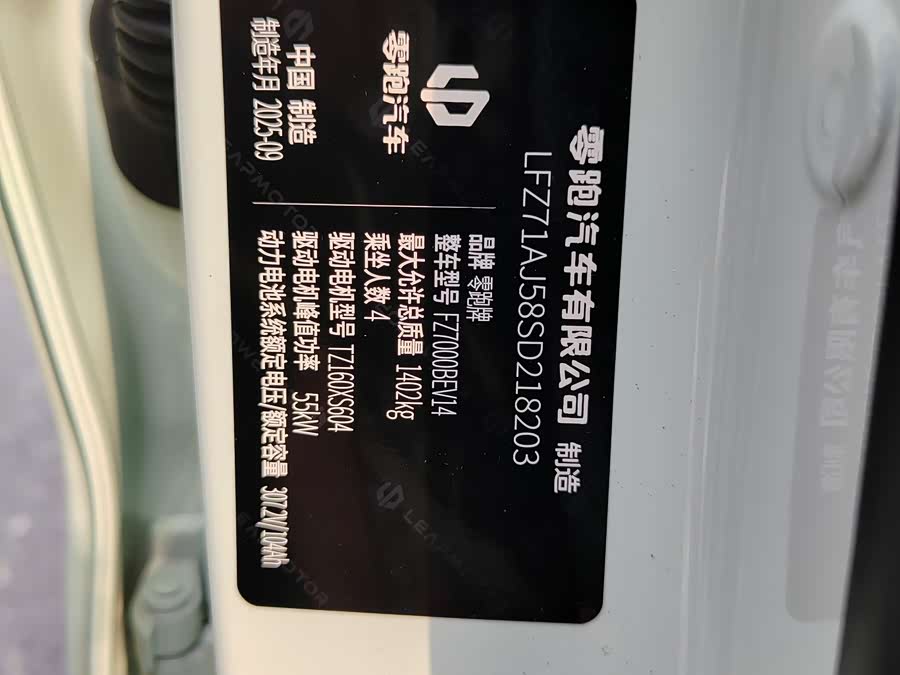 零跑汽车有限公司 制造
LFZ71AJ58SD218203
零跑汽车
中国 制造
制造年月 2025-09
品牌 零跑牌
整车型号 FZ7000BEV14
最大允许总质量 1402kg
乘坐人数 4
驱动电机型号 TZ160XS604
驱动电机峰值功率 55kW
动力电池系统额定电压/额定容量 307.2V/104Ah
LEAPMOTOR